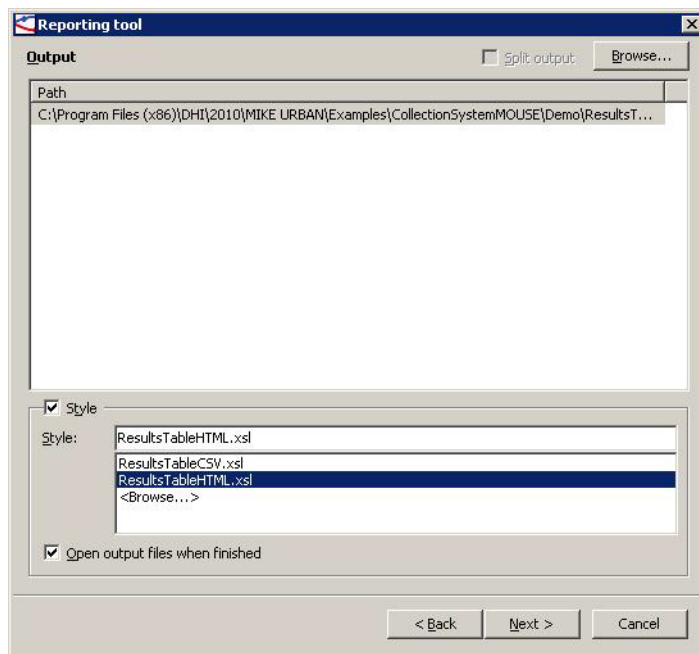 Reporting tool
Output
Split output
Browse...
Path
C:\Program Files (x86)\DHI\2010\MIKE URBAN\Examples\CollectionSystemMOUSE\Demo\ResultsT...
Style
Style:
ResultsTableHTML.xsl
ResultsTableCSV.xsl
ResultsTableHTML.xsl
<Browse...>
Open output files when finished
< Back
Next >
Cancel